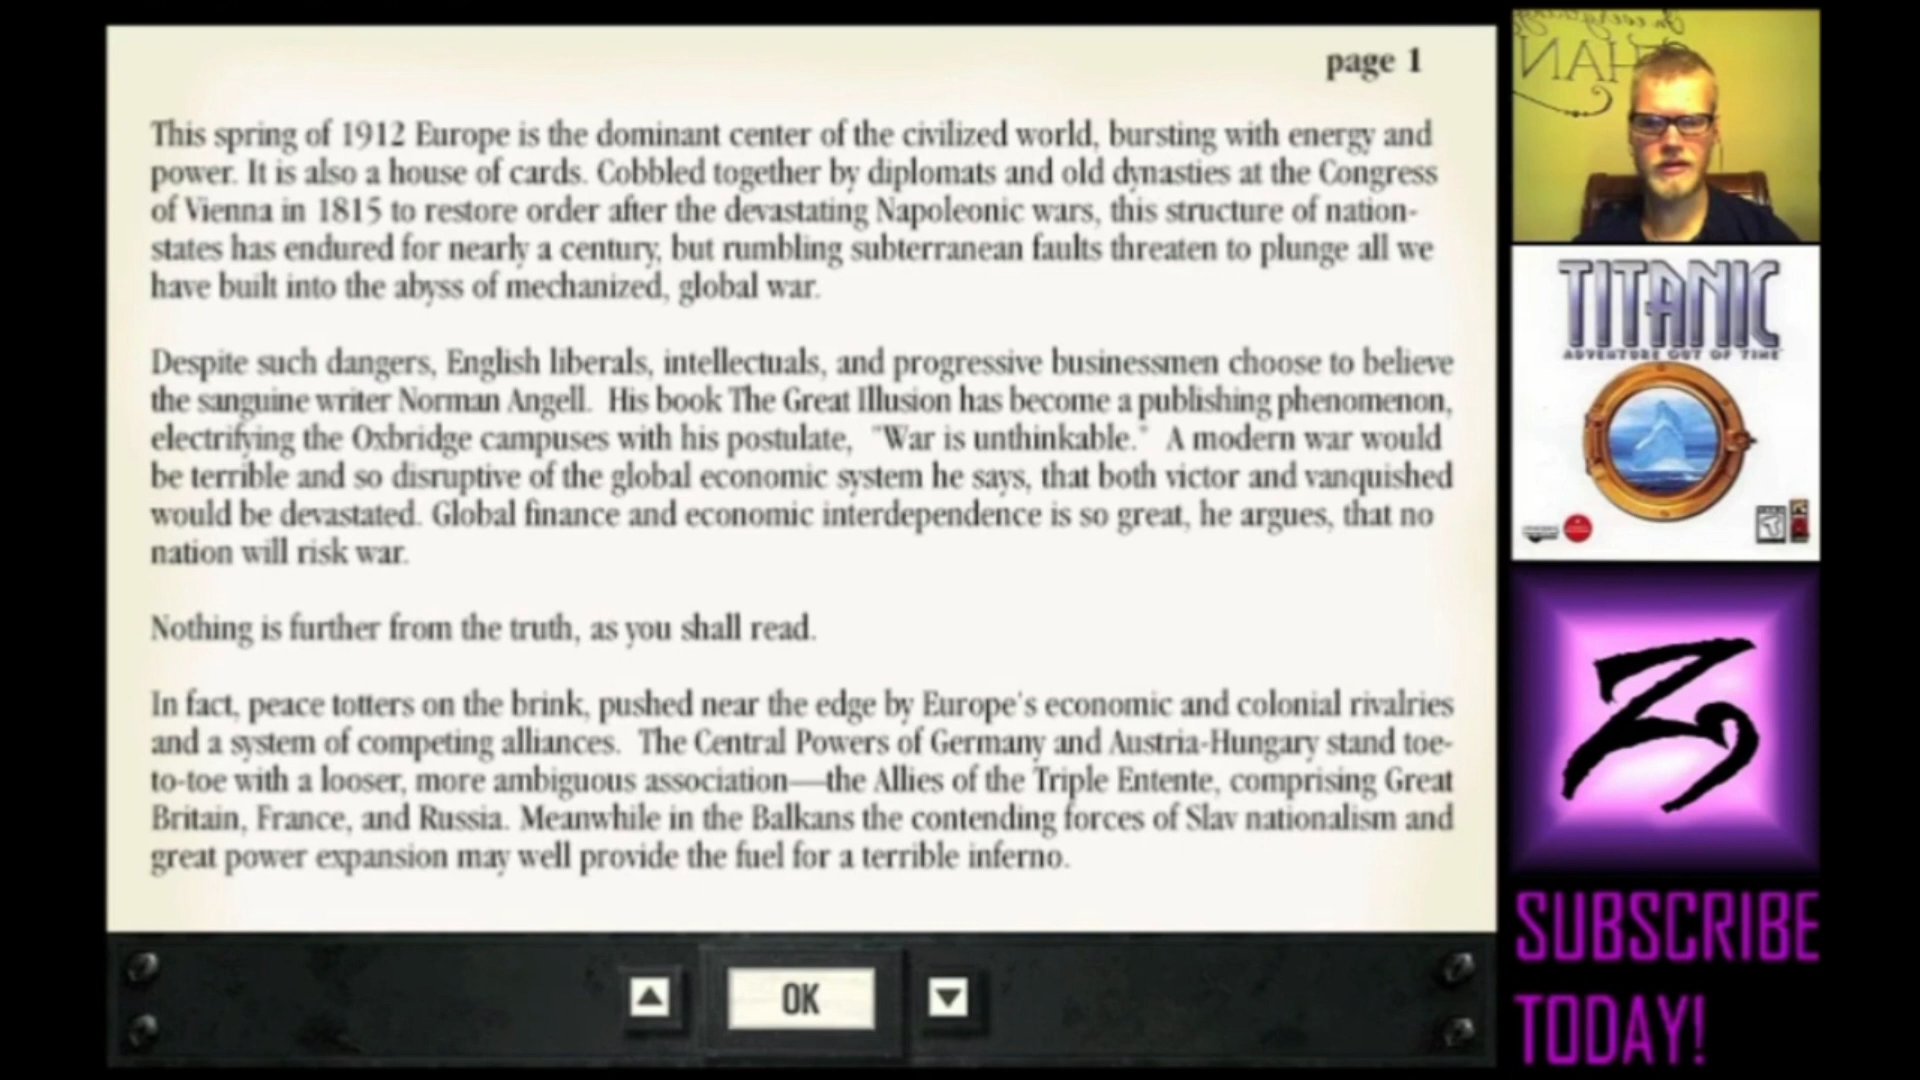 page 1
This spring of 1912 Europe is the dominant center of the civilized world, bursting with energy and
power. It is also a house of cards. Cobbled together by diplomats and old dynasties at the Congress
of Vienna in 1815 to restore order after the devastating Napoleonic wars, this structure of nation-
states has endured for nearly a century, but rumbling subterranean faults threaten to plunge all we
have built into the abyss of mechanized, global war.
Despite such dangers, English liberals, intellectuals, and progressive businessmen choose to believe
the sanguine writer Norman Angell.  His book The Great Illusion has become a publishing phenomenon,
electrifying the Oxbridge campuses with his postulate,  "War is unthinkable."  A modern war would
be terrible and so disruptive of the global economic system he says, that both victor and vanquished
would be devastated. Global finance and economic interdependence is so great, he argues, that no
nation will risk war.
Nothing is further from the truth, as you shall read.
In fact, peace totters on the brink, pushed near the edge by Europe's economic and colonial rivalries
and a system of competing alliances.  The Central Powers of Germany and Austria-Hungary stand toe-
to-toe with a looser, more ambiguous association—the Allies of the Triple Entente, comprising Great
Britain, France, and Russia. Meanwhile in the Balkans the contending forces of Slav nationalism and
great power expansion may well provide the fuel for a terrible inferno.
OK
In everything
HAN
TITANIC
ADVENTURE OUT OF TIME
SUBSCRIBE
TODAY!